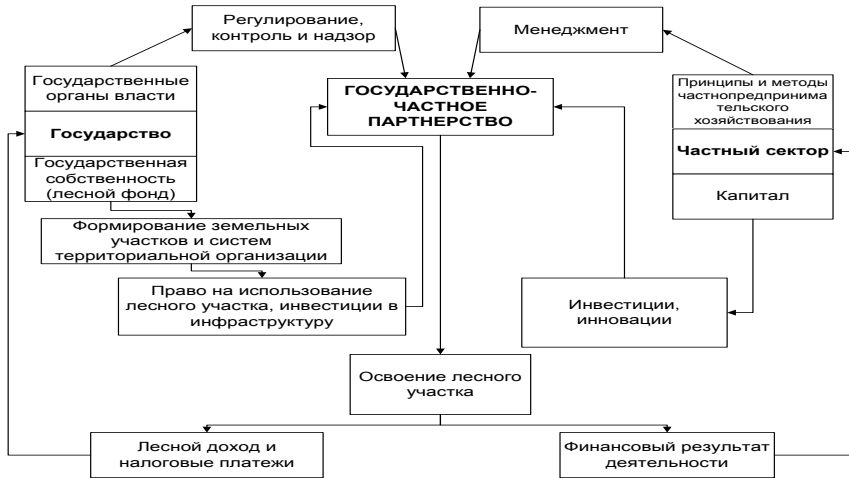 Регулирование,
контроль и надзор
Менеджмент
Государственные
органы власти
Государство
Государственная
собственность
(лесной фонд)
ГОСУДАРСТВЕННО-
ЧАСТНОЕ
ПАРТНЕРСТВО
Принципы и методы
частнопредпринима
тельского
хозяйствования
Частный сектор
Капитал
Формирование земельных
участков и систем
территориальной организации
Право на использование
лесного участка, инвестиции в
инфраструктуру
Инвестиции,
инновации
Освоение лесного
участка
Лесной доход и
налоговые платежи
Финансовый результат
деятельности